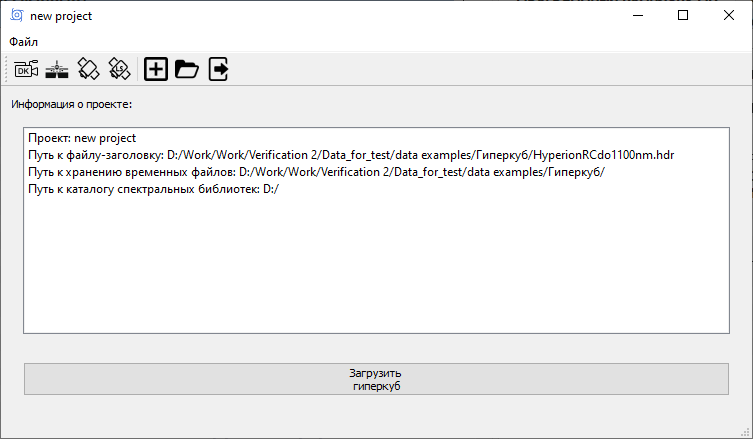 new project
Файл
DK
LS
Информация о проекте:
Проект: new project
Путь к файлу-заголовку: D:/Work/Work/Verification 2/Data_for_test/data examples/Гиперкуб/HyperionRCdo1100nm.hdr
Путь к хранению временных файлов: D:/Work/Work/Verification 2/Data_for_test/data examples/Гиперкуб/
Путь к каталогу спектральных библиотек: D:/
Загрузить
гиперкуб